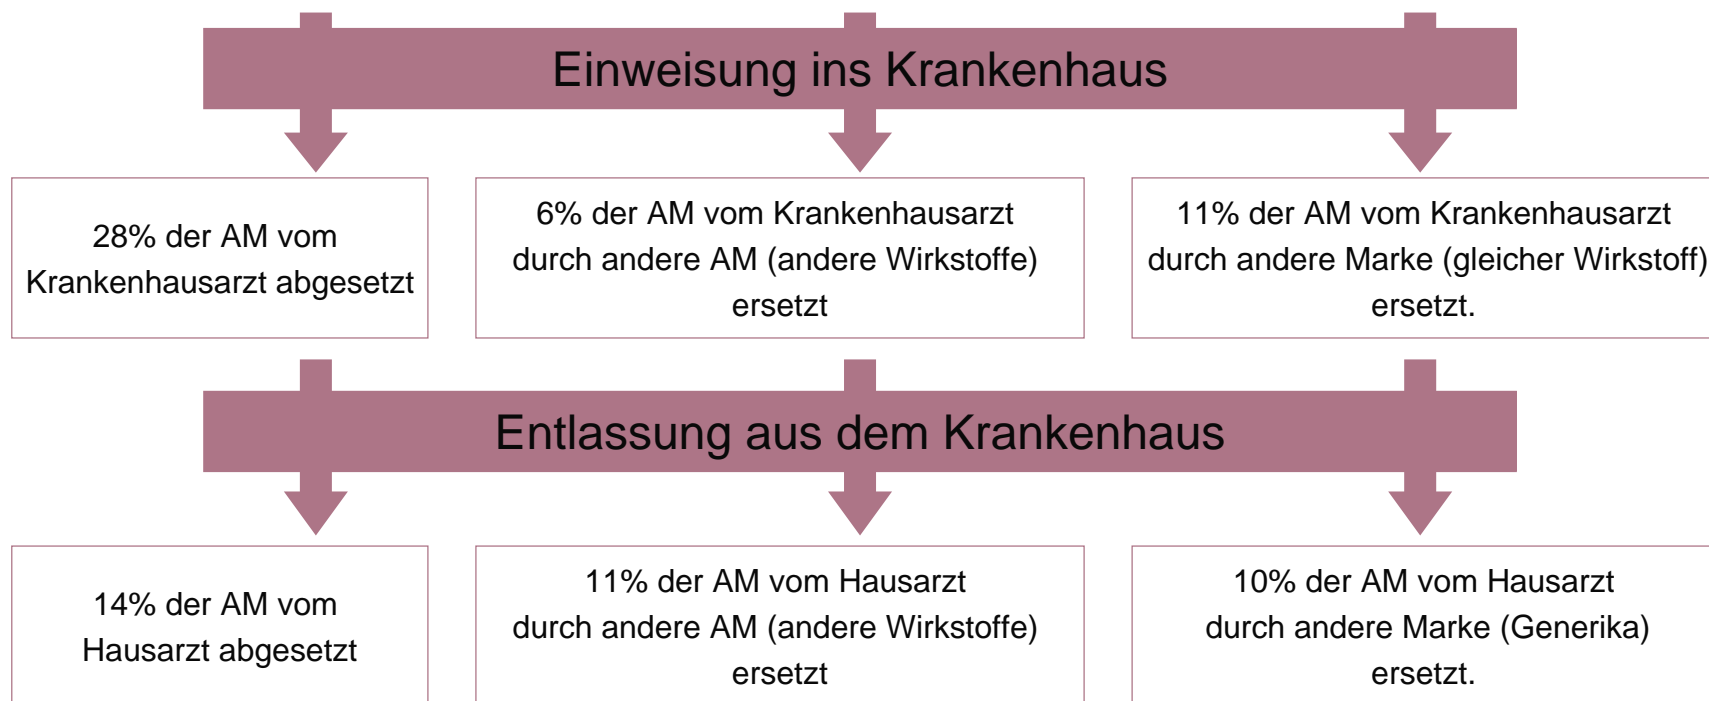 Einweisung ins Krankenhaus
28% der AM vom
Krankenhausarzt abgesetzt
6% der AM vom Krankenhausarzt
durch andere AM (andere Wirkstoffe)
ersetzt
11% der AM vom Krankenhausarzt
durch andere Marke (gleicher Wirkstoff)
ersetzt.
Entlassung aus dem Krankenhaus
14% der AM vom
Hausarzt abgesetzt
11% der AM vom Hausarzt
durch andere AM (andere Wirkstoffe)
ersetzt
10% der AM vom Hausarzt
durch andere Marke (Generika)
ersetzt.